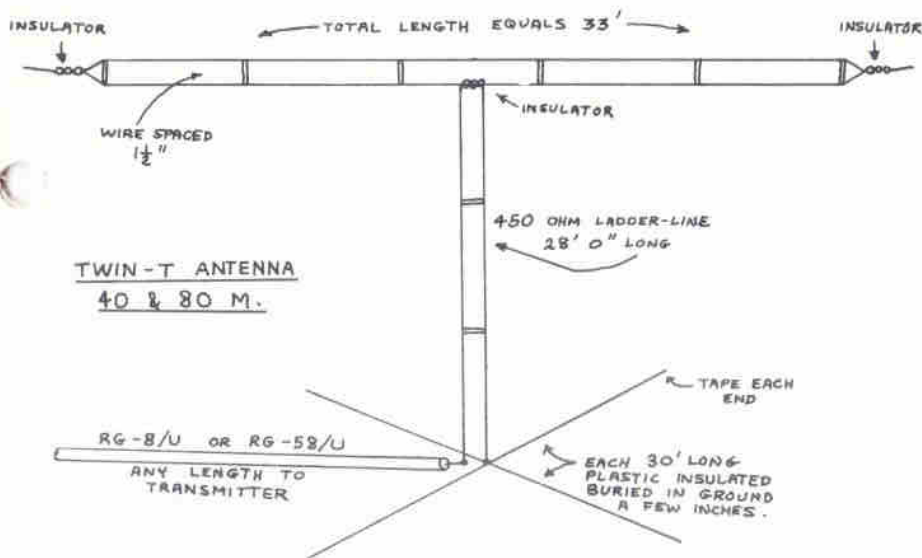 INSULATOR
TOTAL LENGTH EQUALS 33'
INSULATOR
INSULATOR
WIRE SPACED
1½"
450 OHM LADDER-LINE
28' 0" LONG
TWIN-T ANTENNA
40 & 80 M.
TAPE EACH
END
RG-8/U OR RG-58/U
ANY LENGTH TO
TRANSMITTER
EACH 30' LONG
PLASTIC INSULATED
BURIED IN GROUND
A FEW INCHES.